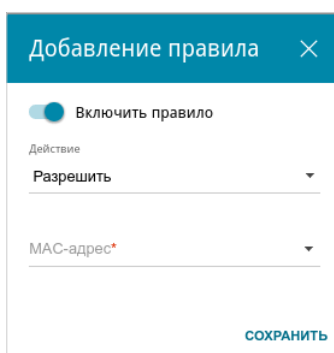 Добавление правила
Включить правило
Действие
Разрешить
MAC-адрес*
СОХРАНИТЬ